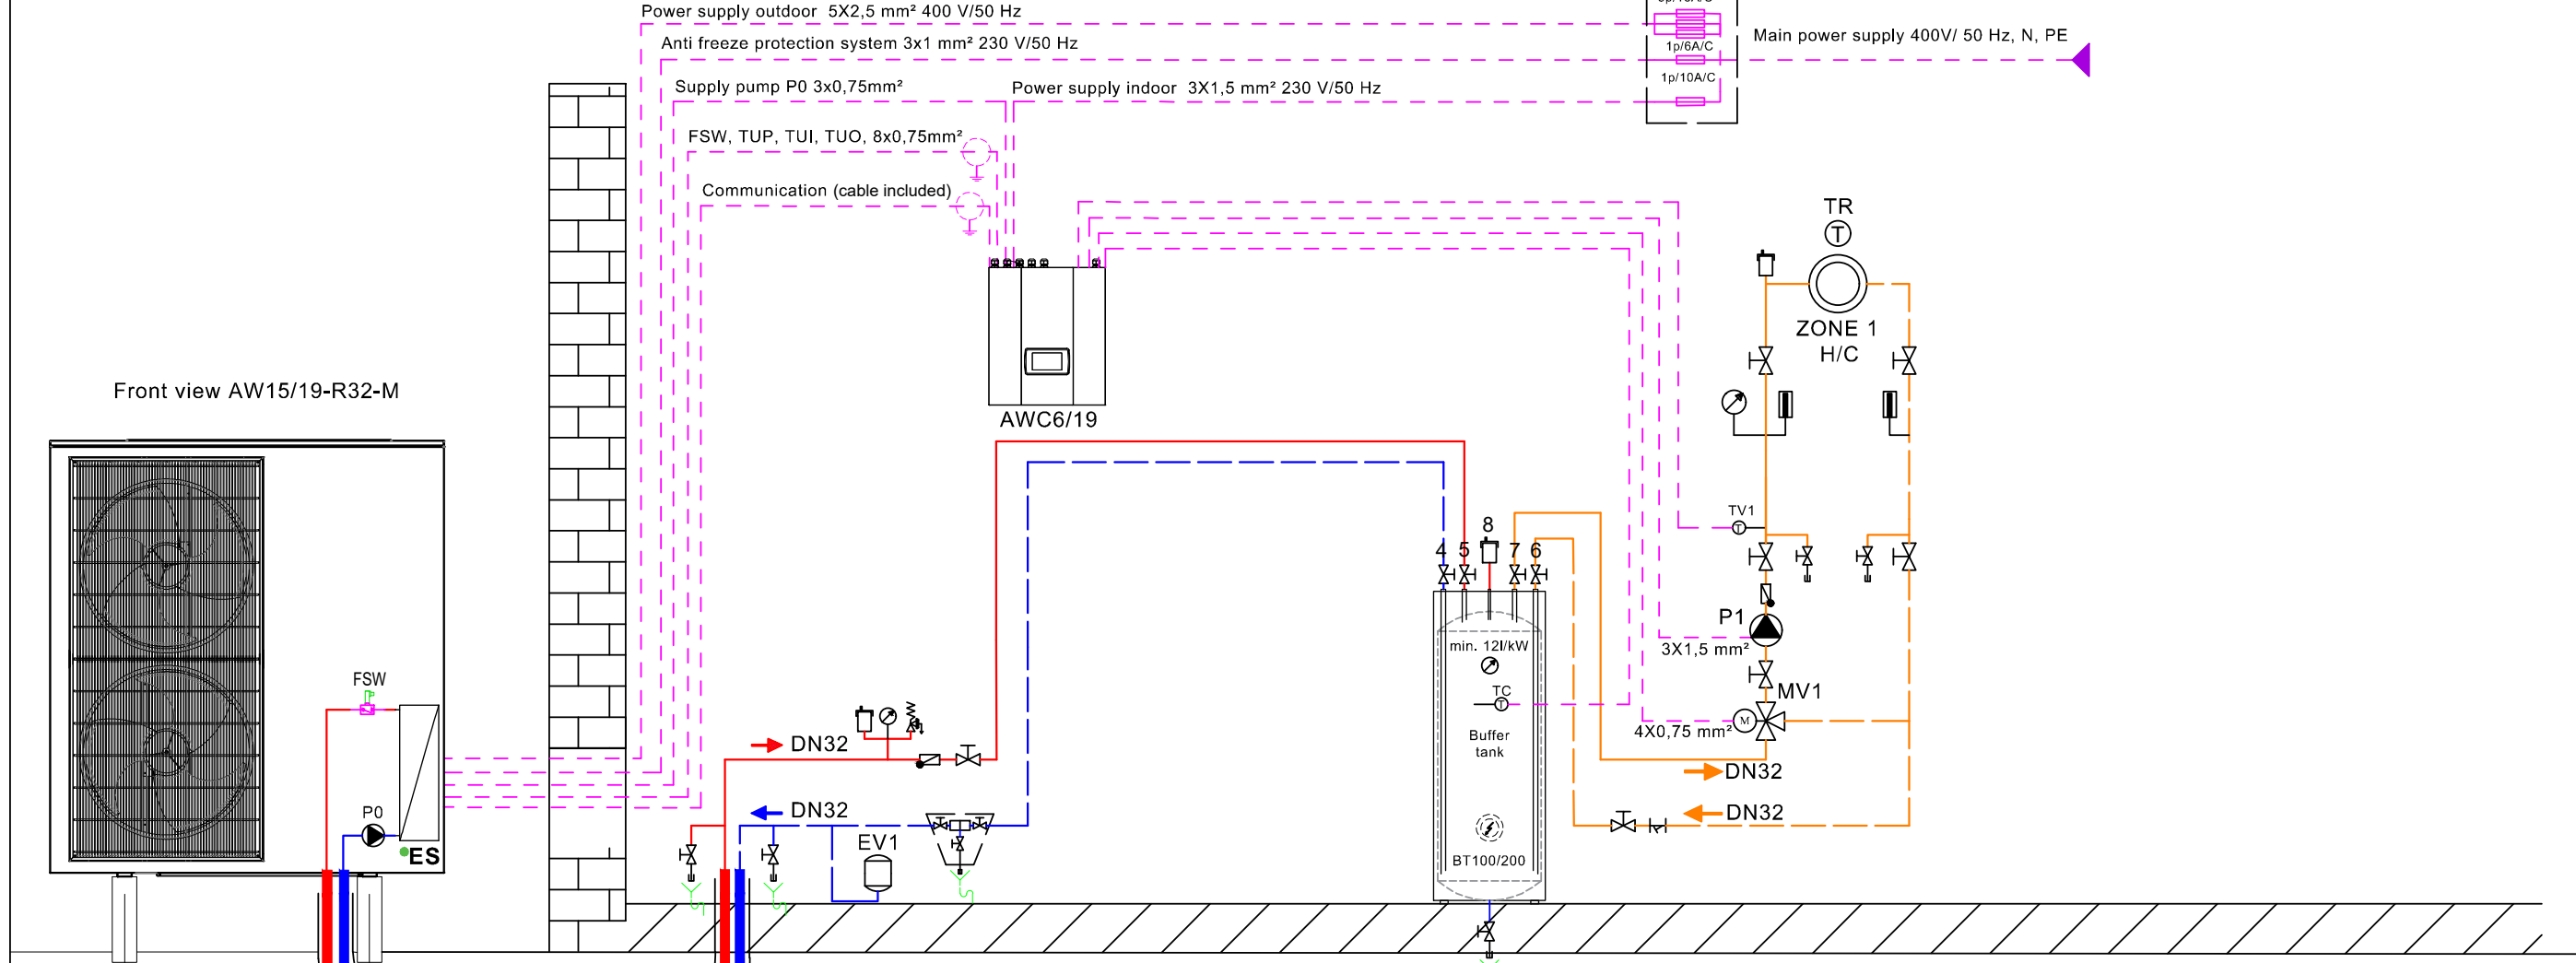 Power supply outdoor 5X2,5 mm² 400 V/50 Hz
Anti freeze protection system 3x1 mm² 230 V/50 Hz
1p/6A/C
Main power supply 400V/ 50 Hz, N, PE
1p/10A/C
Supply pump P0 3x0,75mm²
Power supply indoor 3X1,5 mm² 230 V/50 Hz
FSW, TUP, TUI, TUO, 8x0,75mm²
Communication (cable included)
TR
T
ZONE 1
H/C
Front view AW15/19-R32-M
AWC6/19
TV1
T
8
4 5 7 6
P1
3X1,5 mm²
min. 12l/kW
FSW
TC
T
MV1
M
4X0,75 mm²
Buffer
tank
DN32
DN32
P0
DN32
DN32
EV1
ES
BT100/200